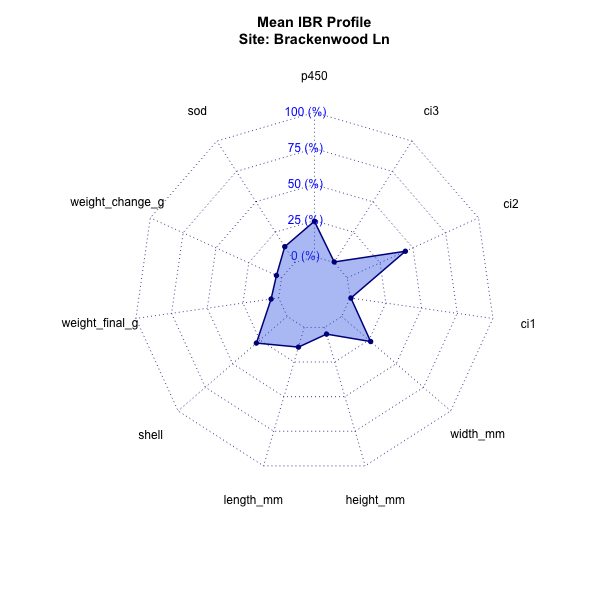 Mean IBR Profile
Site: Brackenwood Ln
p450
sod
ci3
100 (%)
75 (%)
weight_change_g
ci2
50 (%)
25 (%)
0 (%)
weight_final_g
ci1
shell
width_mm
length_mm
height_mm